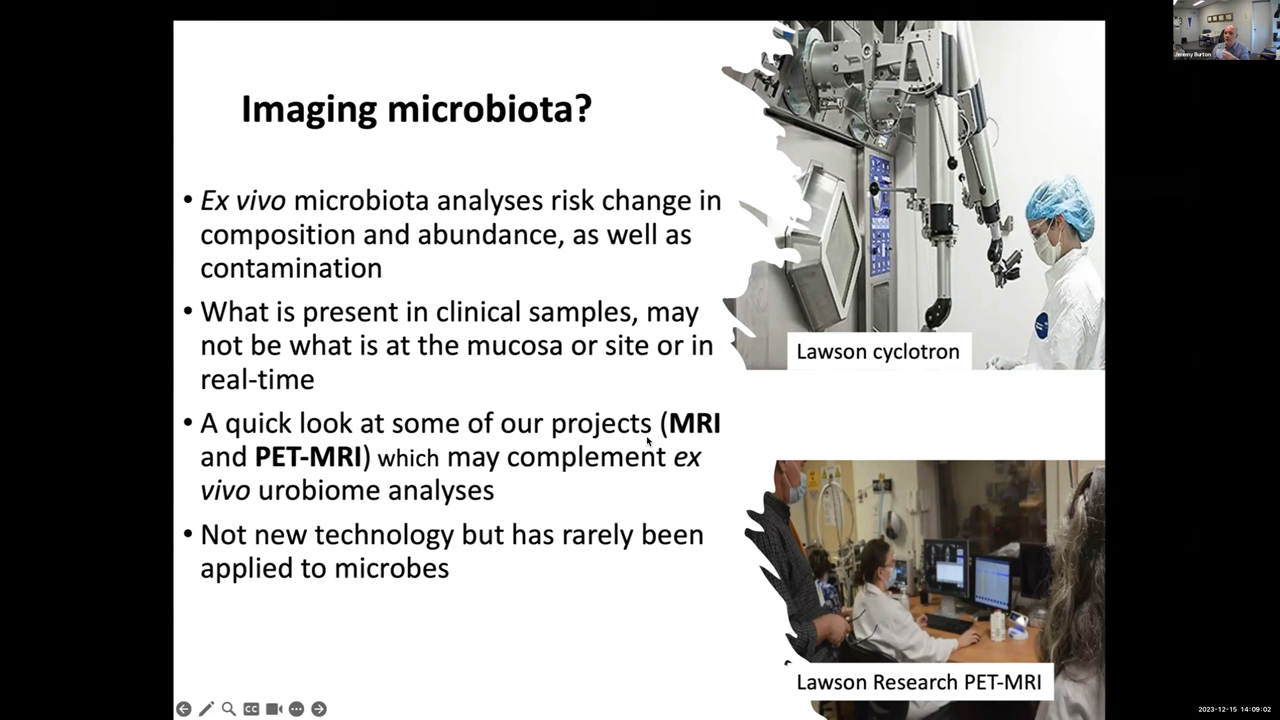 Jeremy Burton
Imaging microbiota?
• Ex vivo microbiota analyses risk change in
composition and abundance, as well as
contamination
• What is present in clinical samples, may
not be what is at the mucosa or site or in
real-time
• A quick look at some of our projects (MRI
and PET-MRI) which may complement ex
vivo urobiome analyses
• Not new technology but has rarely been
applied to microbes
Lawson cyclotron
Lawson Research PET-MRI
CC
2023-12-15 14:09:02